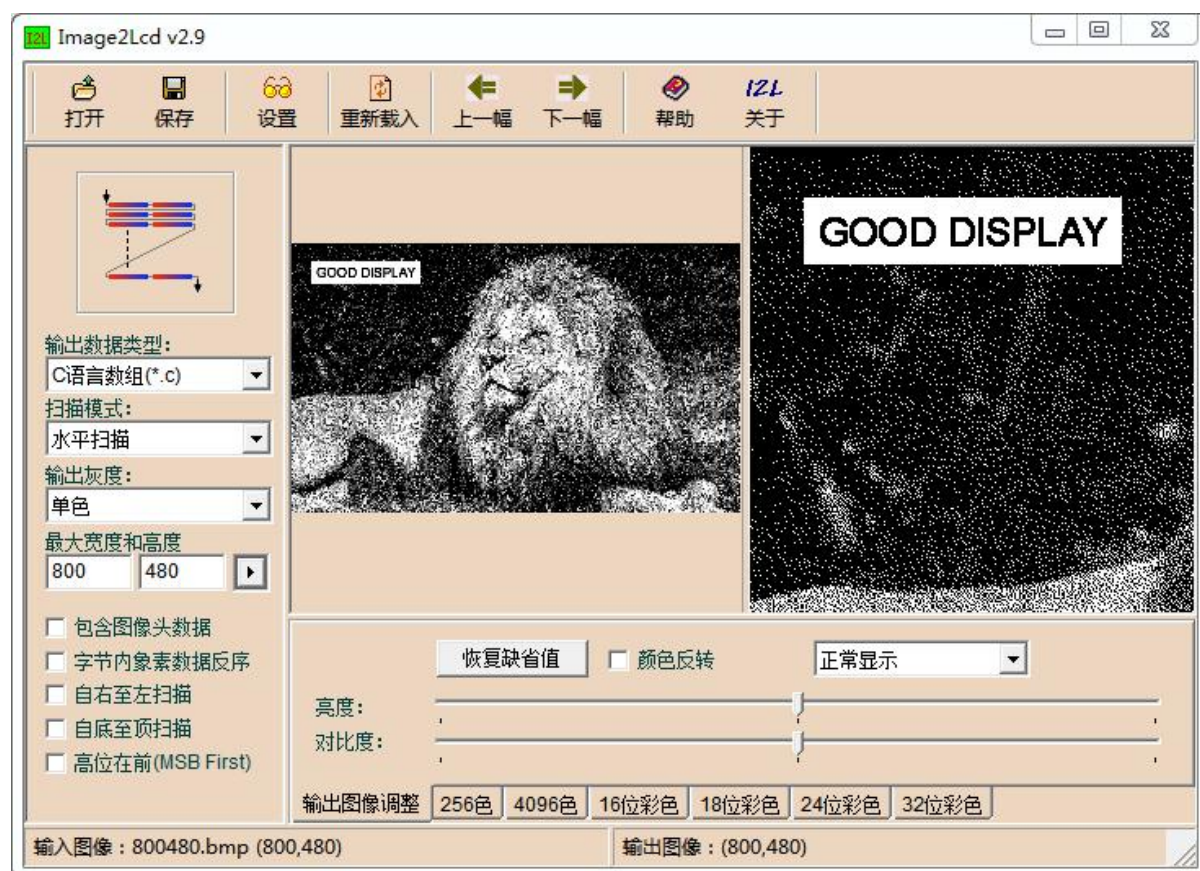 I2L Image2Lcd v2.9
打开 保存 设置 重新载入 上一幅 下一幅 帮助 I2L 关于
输出数据类型:
C语言数组(*.c)
扫描模式:
水平扫描
输出灰度:
单色
最大宽度和高度
800 480
包含图像头数据
字节内象素数据反序
自右至左扫描
自底至顶扫描
高位在前(MSB First)
GOOD DISPLAY
GOOD DISPLAY
恢复缺省值 颜色反转 正常显示
亮度:
对比度:
输出图像调整 256色 4096色 16位彩色 18位彩色 24位彩色 32位彩色
输入图像:800480.bmp (800,480) 输出图像:(800,480)